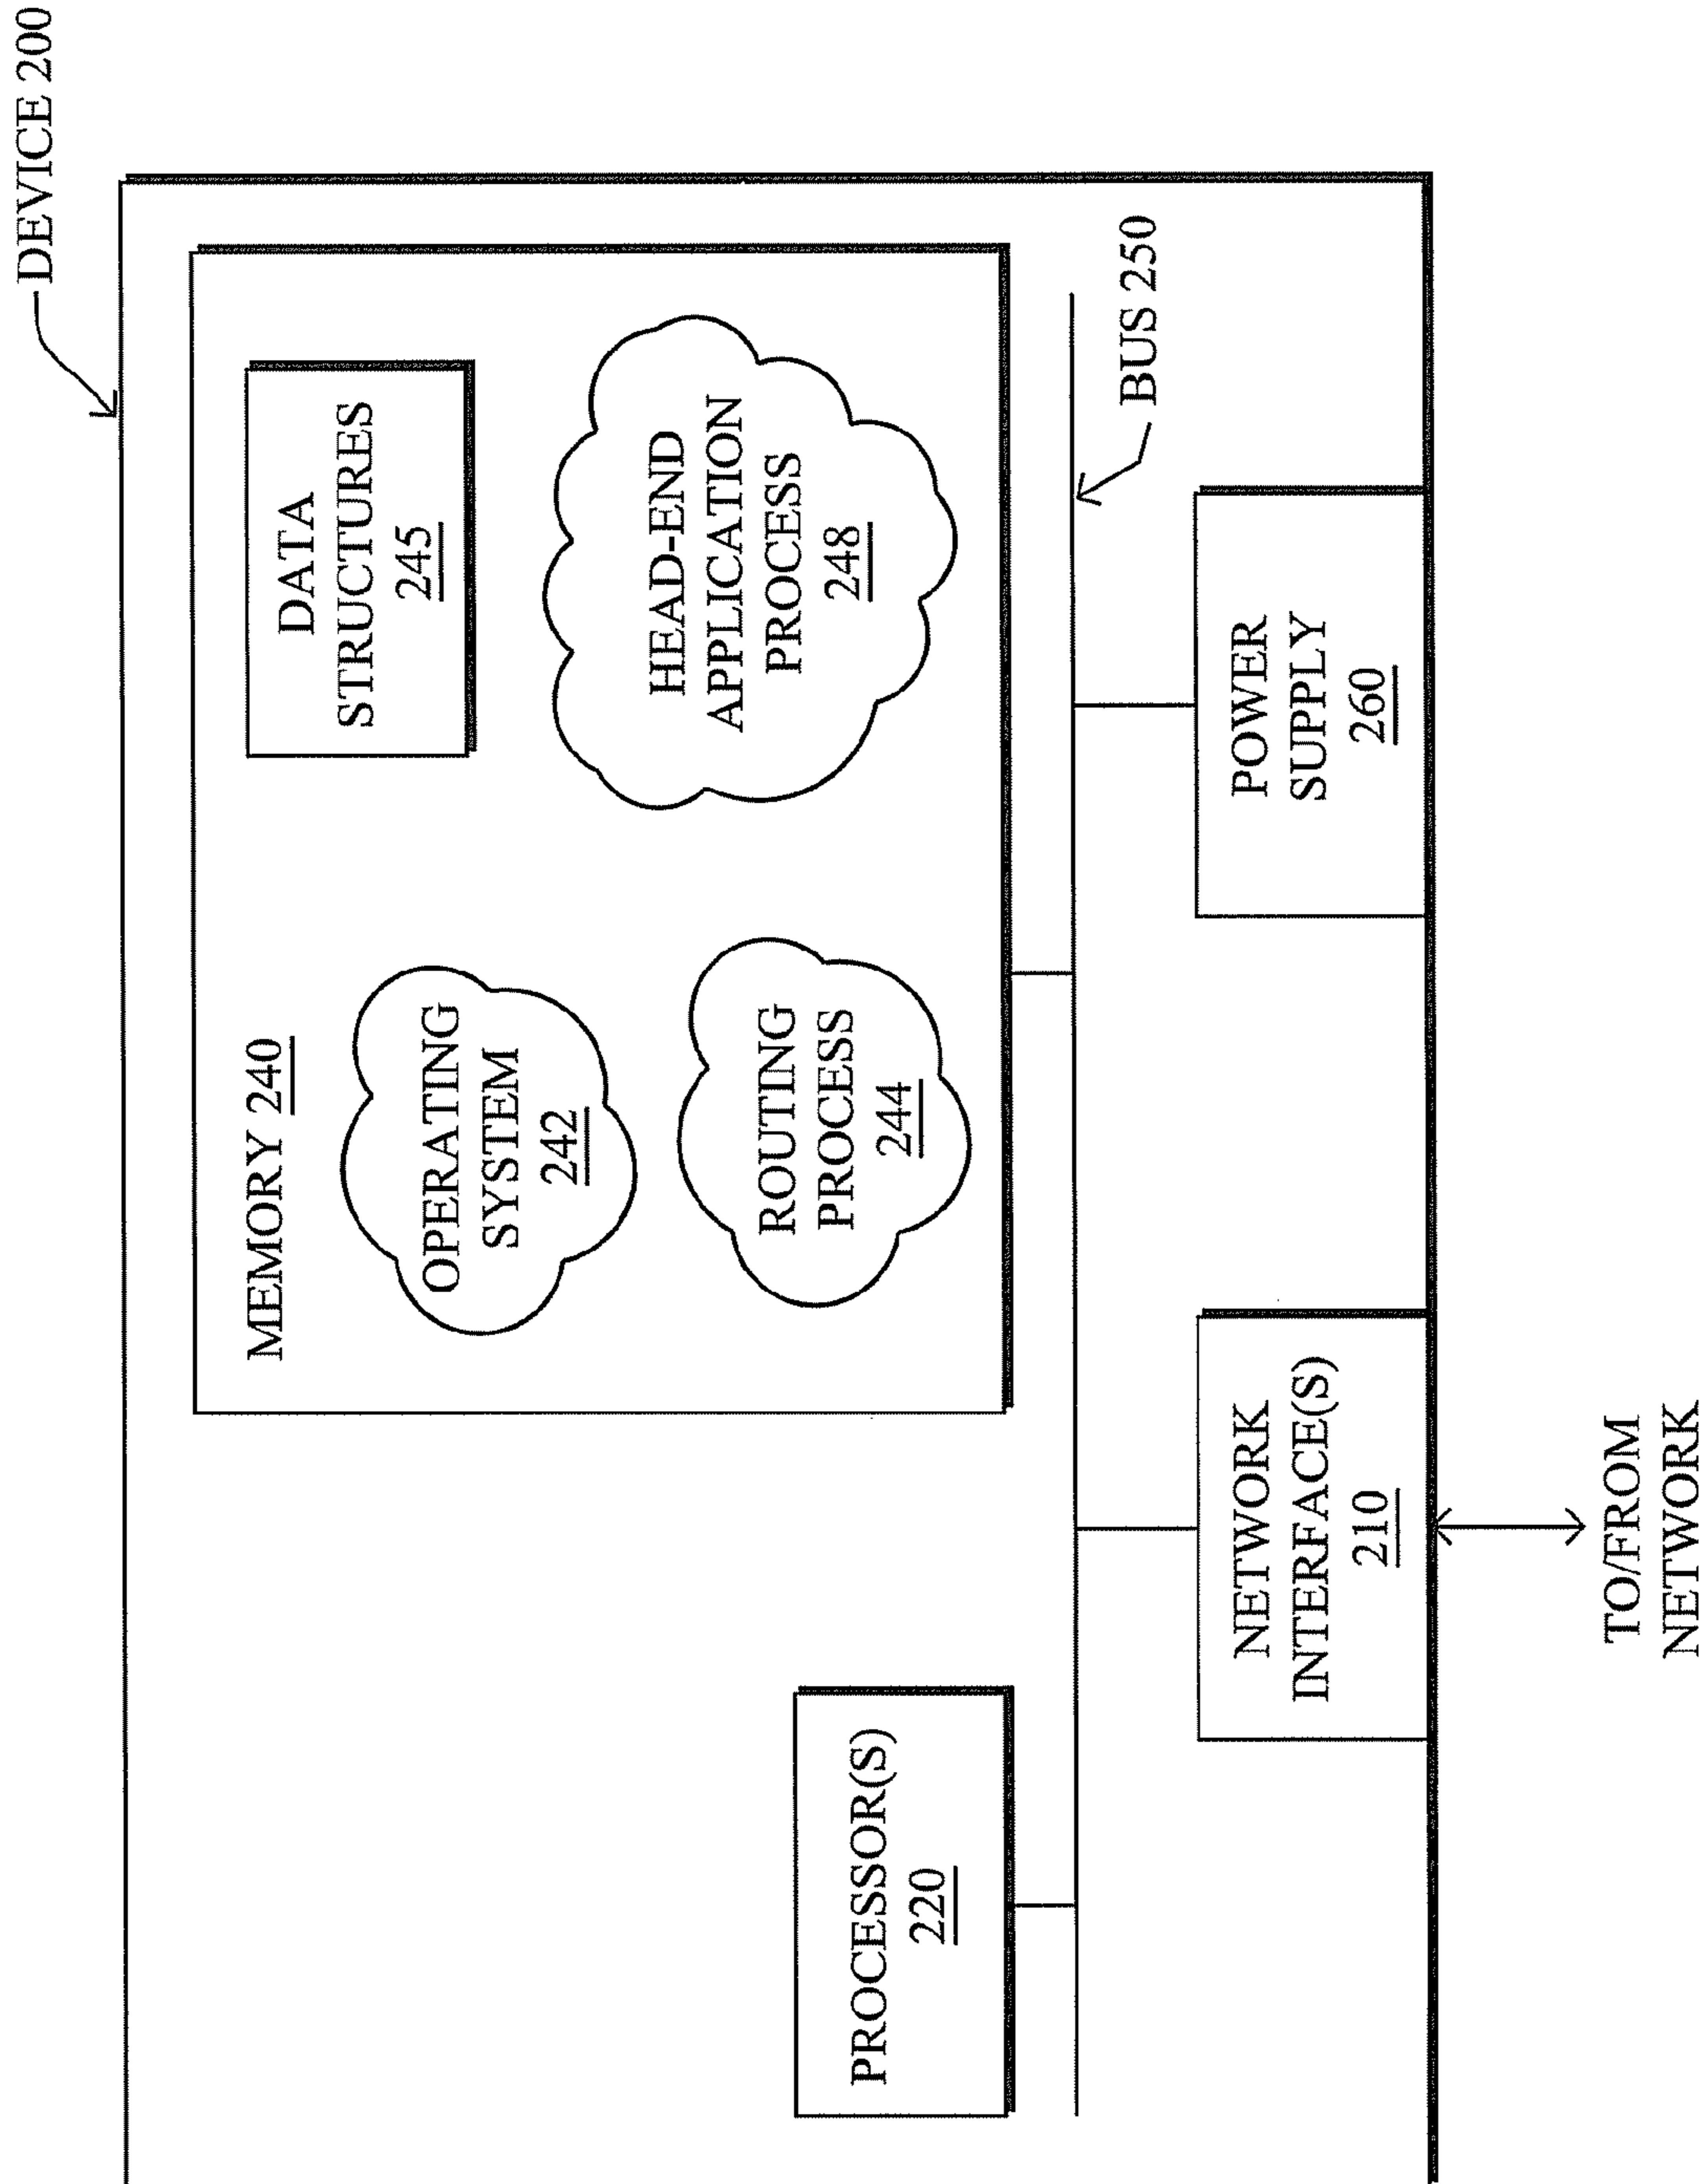 DEVICE 200
MEMORY 240
OPERATING
SYSTEM
242
DATA
STRUCTURES
245
ROUTING
PROCESS
244
HEAD-END
APPLICATION
PROCESS
248
PROCESSOR(S)
220
BUS 250
NETWORK
INTERFACE(S)
210
POWER
SUPPLY
260
TO/FROM
NETWORK